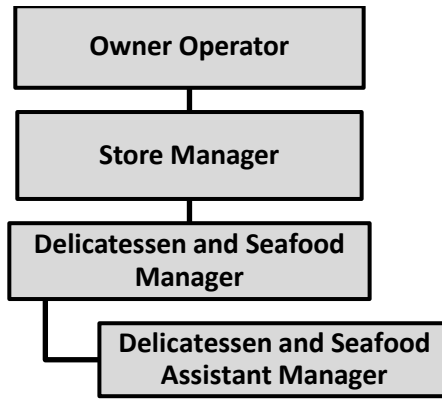 Owner Operator
Store Manager
Delicatessen and Seafood
Manager
Delicatessen and Seafood
Assistant Manager